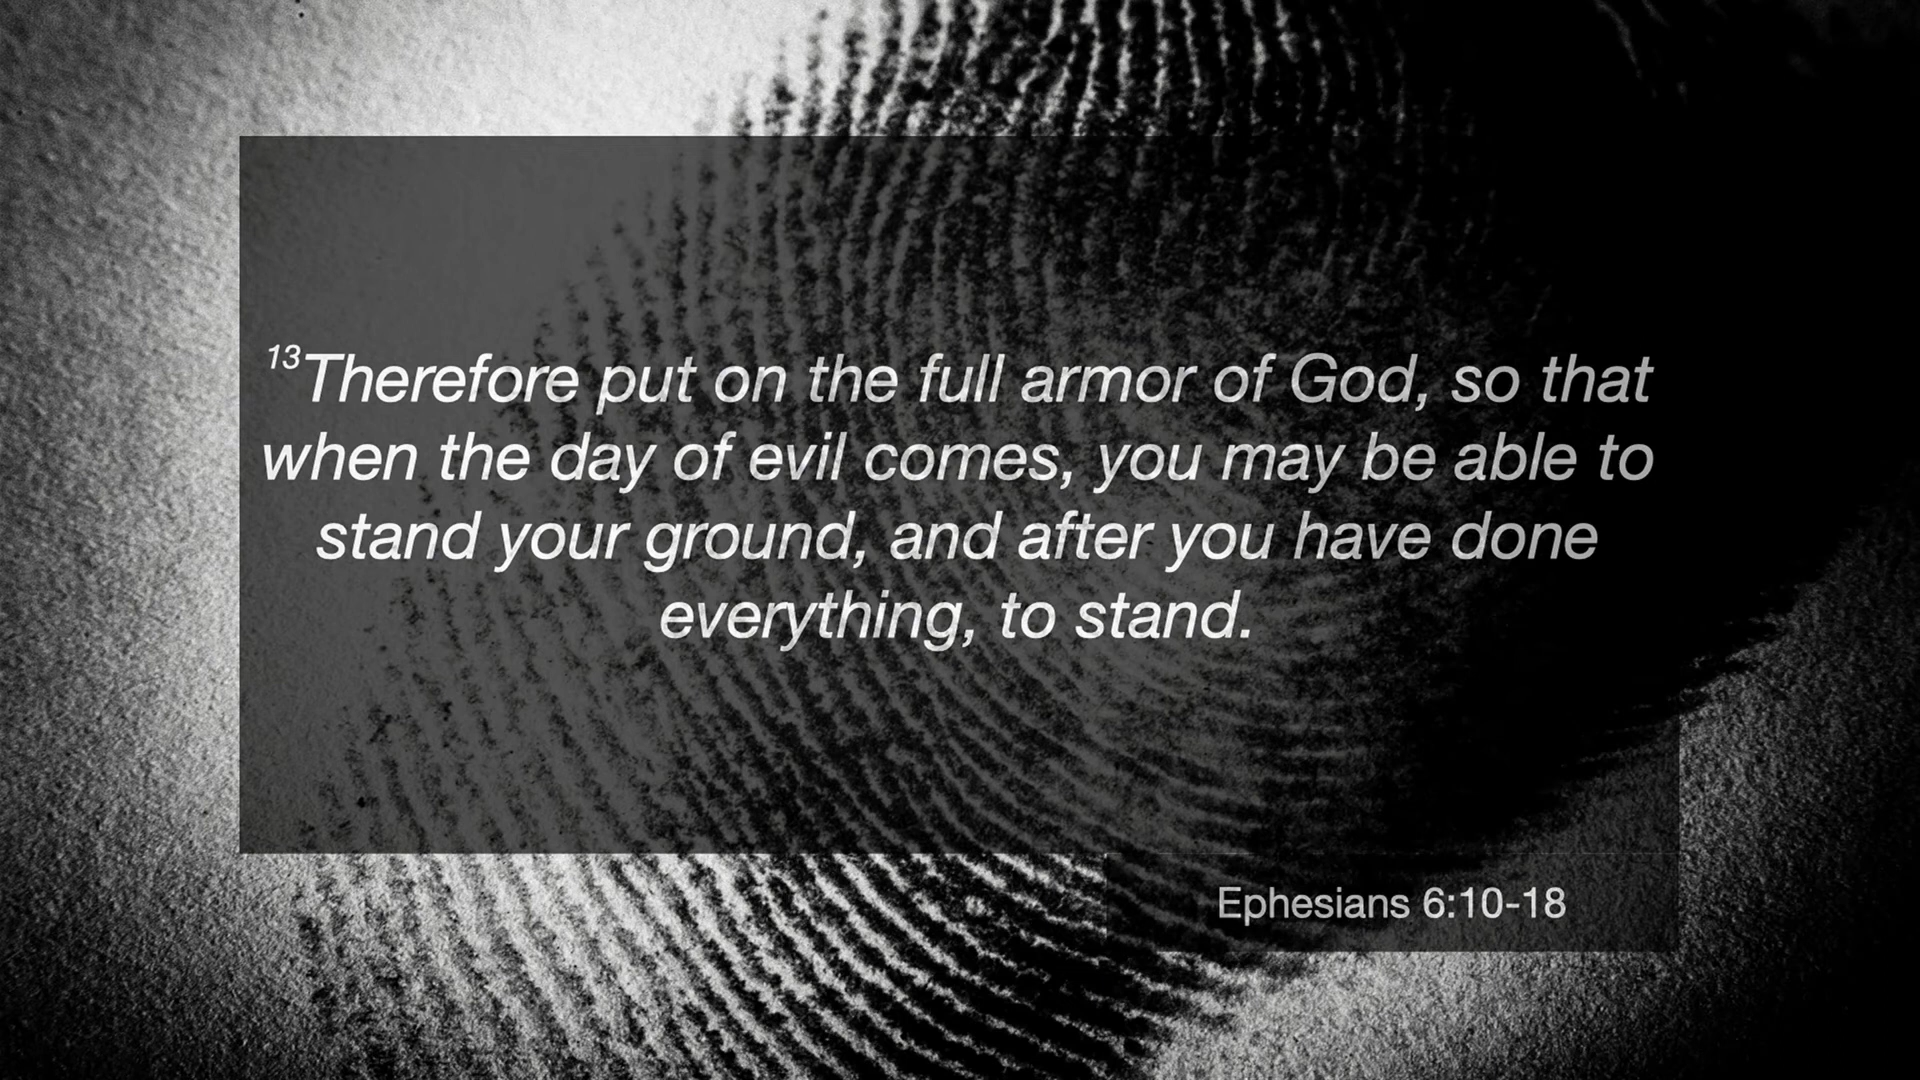 ¹³Therefore put on the full armor of God, so that
when the day of evil comes, you may be able to
stand your ground, and after you have done
everything, to stand.
Ephesians 6:10-18